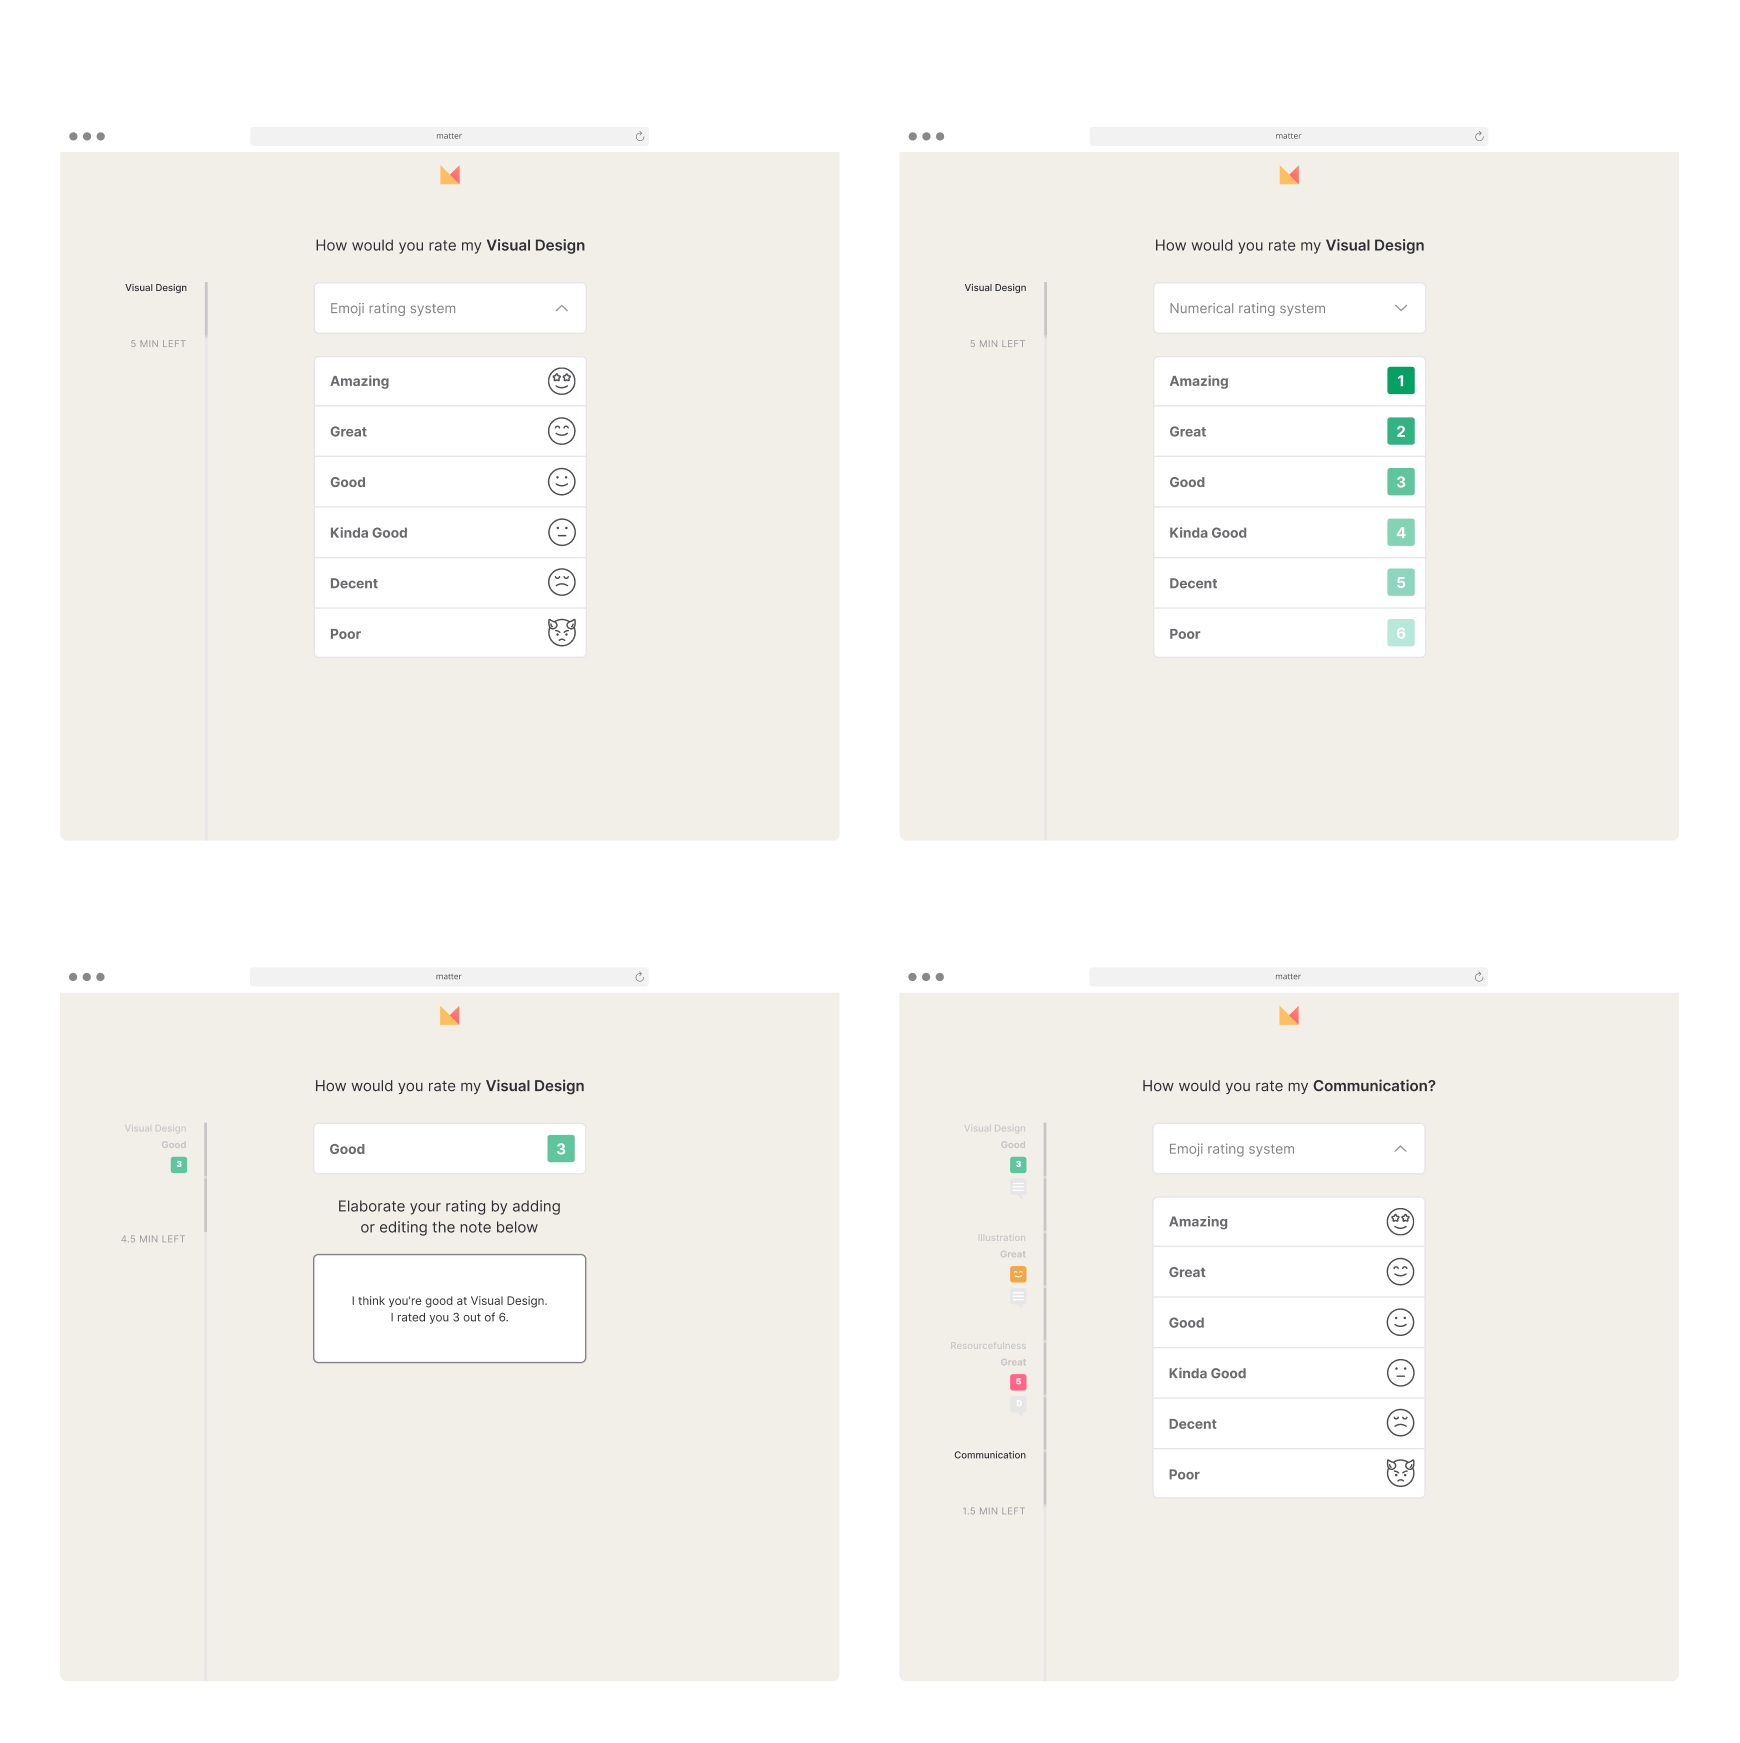 matter
How would you rate my Visual Design
Visual Design
5 MIN LEFT
Emoji rating system
Amazing
Great
Good
Kinda Good
Decent
Poor
matter
How would you rate my Visual Design
Visual Design
5 MIN LEFT
Numerical rating system
Amazing 1
Great 2
Good 3
Kinda Good 4
Decent 5
Poor 6
matter
How would you rate my Visual Design
Visual Design
Good
3
4.5 MIN LEFT
Good 3
Elaborate your rating by adding
or editing the note below
I think you're good at Visual Design.
I rated you 3 out of 6.
matter
How would you rate my Communication?
Visual Design
Good
3
Illustration
Great
Resourcefulness
Great
5
0
Communication
1.5 MIN LEFT
Emoji rating system
Amazing
Great
Good
Kinda Good
Decent
Poor